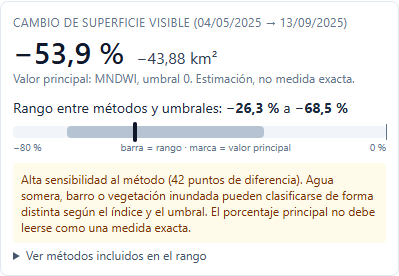 CAMBIO DE SUPERFICIE VISIBLE (04/05/2025 → 13/09/2025)
−53,9 % −43,88 km²
Valor principal: MNDWI, umbral 0. Estimación, no medida exacta.
Rango entre métodos y umbrales: −26,3 % a −68,5 %
−80 % barra = rango · marca = valor principal 0 %
Alta sensibilidad al método (42 puntos de diferencia). Agua
somera, barro o vegetación inundada pueden clasificarse de forma
distinta según el índice y el umbral. El porcentaje principal no debe
leerse como una medida exacta.
▶ Ver métodos incluidos en el rango